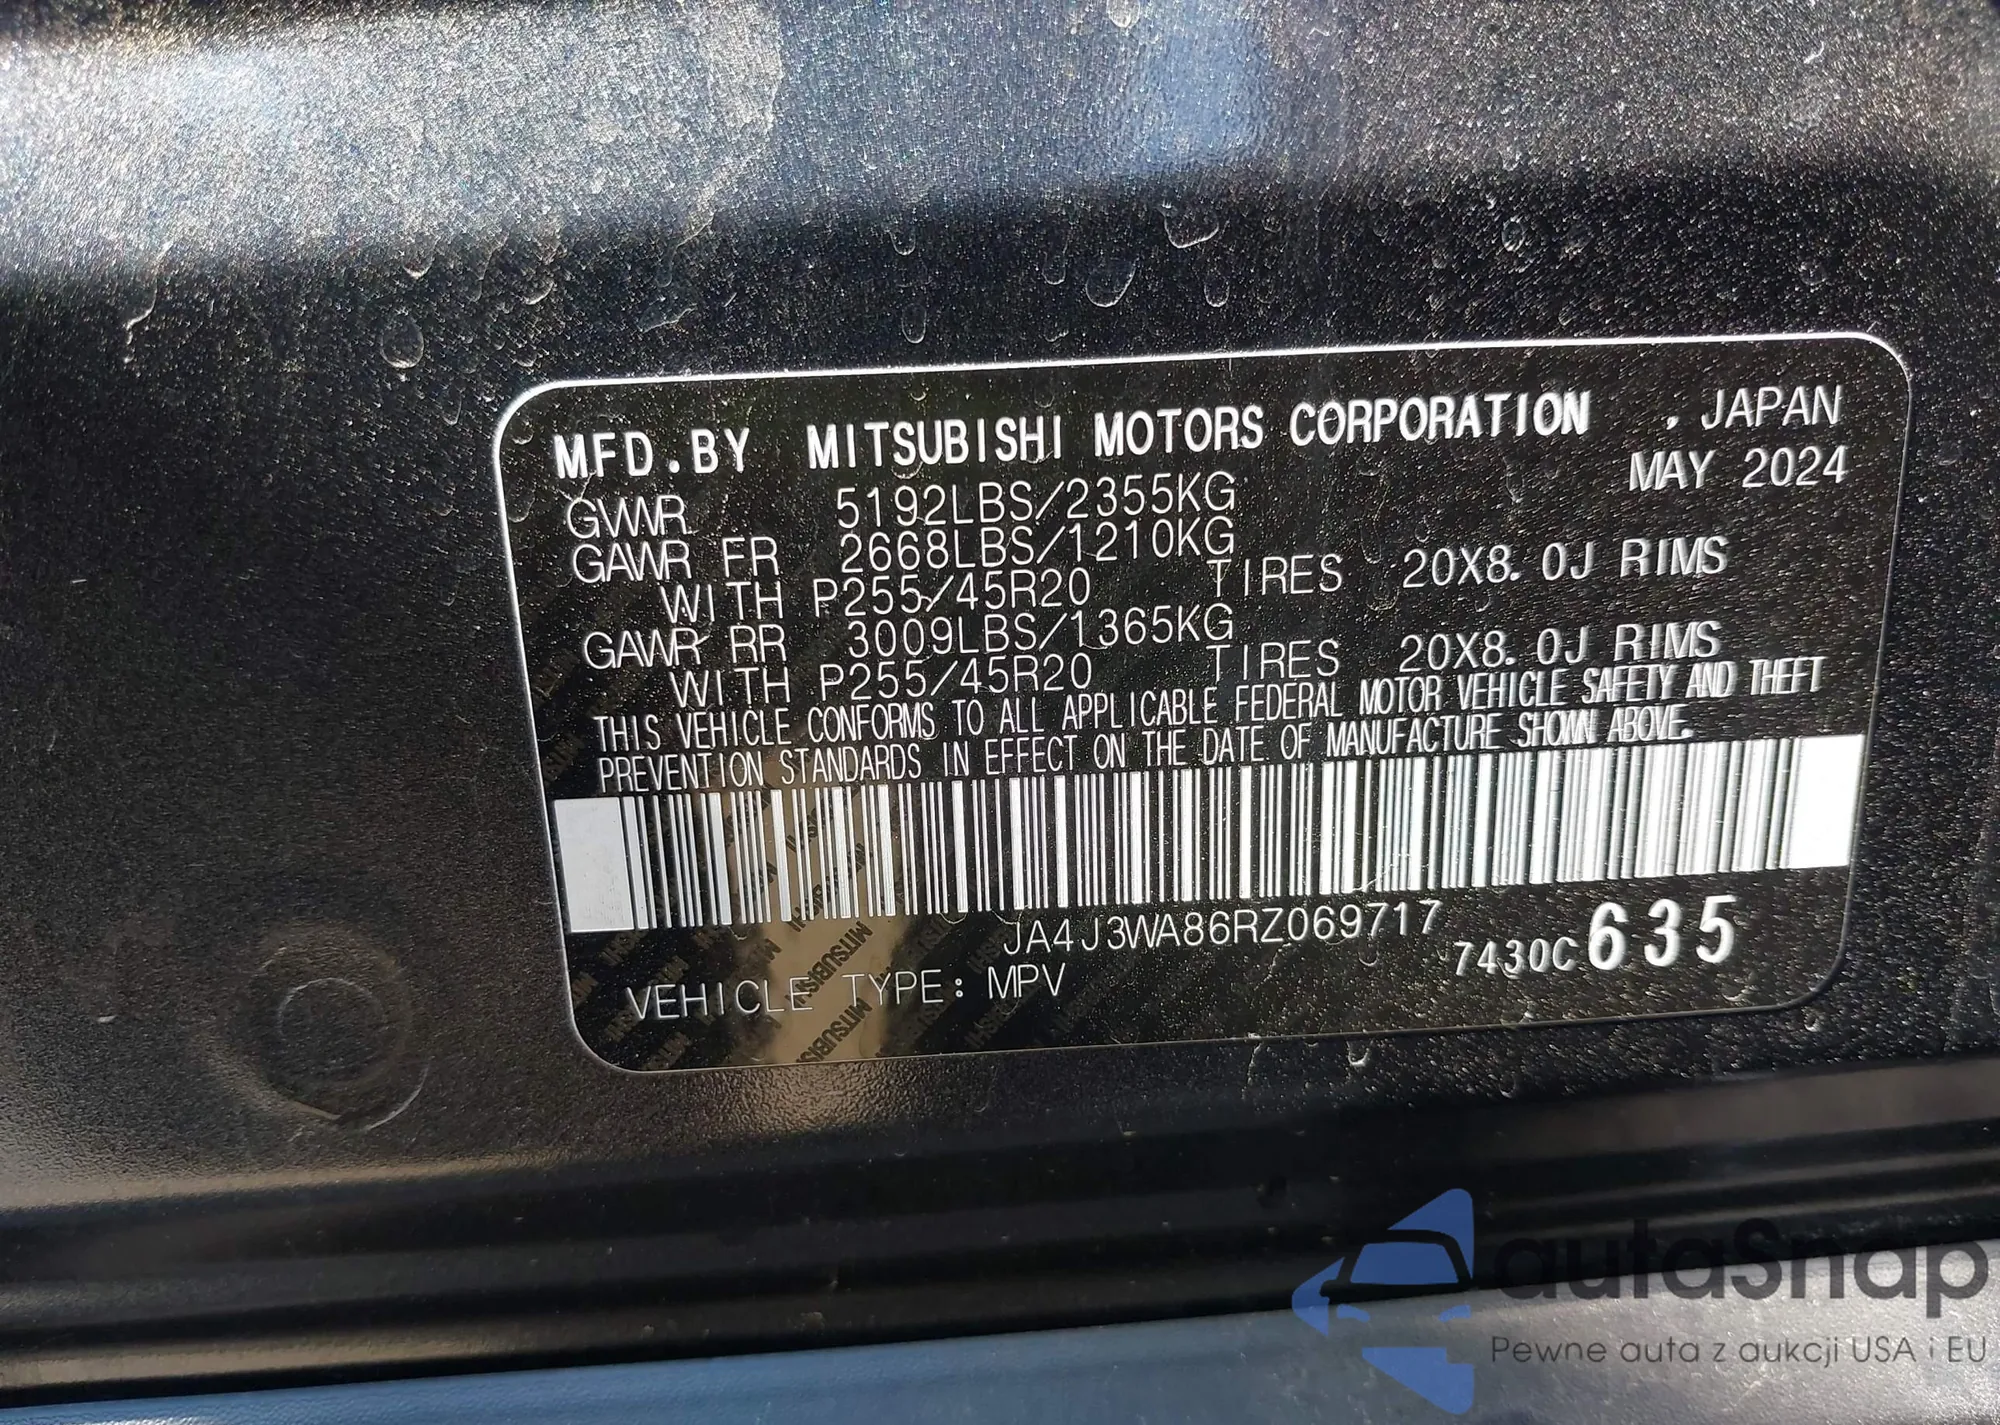 MFD.BY MITSUBISHI MOTORS CORPORATION , JAPAN
MAY 2024
GVWR 5192LBS/2355KG
GAWR FR 2668LBS/1210KG
WITH P255/45R20 TIRES 20X8.0J RIMS
GAWR RR 3009LBS/1365KG
WITH P255/45R20 TIRES 20X8.0J RIMS
THIS VEHICLE CONFORMS TO ALL APPLICABLE FEDERAL MOTOR VEHICLE SAFETY AND THEFT
PREVENTION STANDARDS IN EFFECT ON THE DATE OF MANUFACTURE SHOWN ABOVE.
JA4J3WA86RZ069717
7430C 635
VEHICLE TYPE: MPV
autaSnap
Pewne auta z aukcji USA i EU